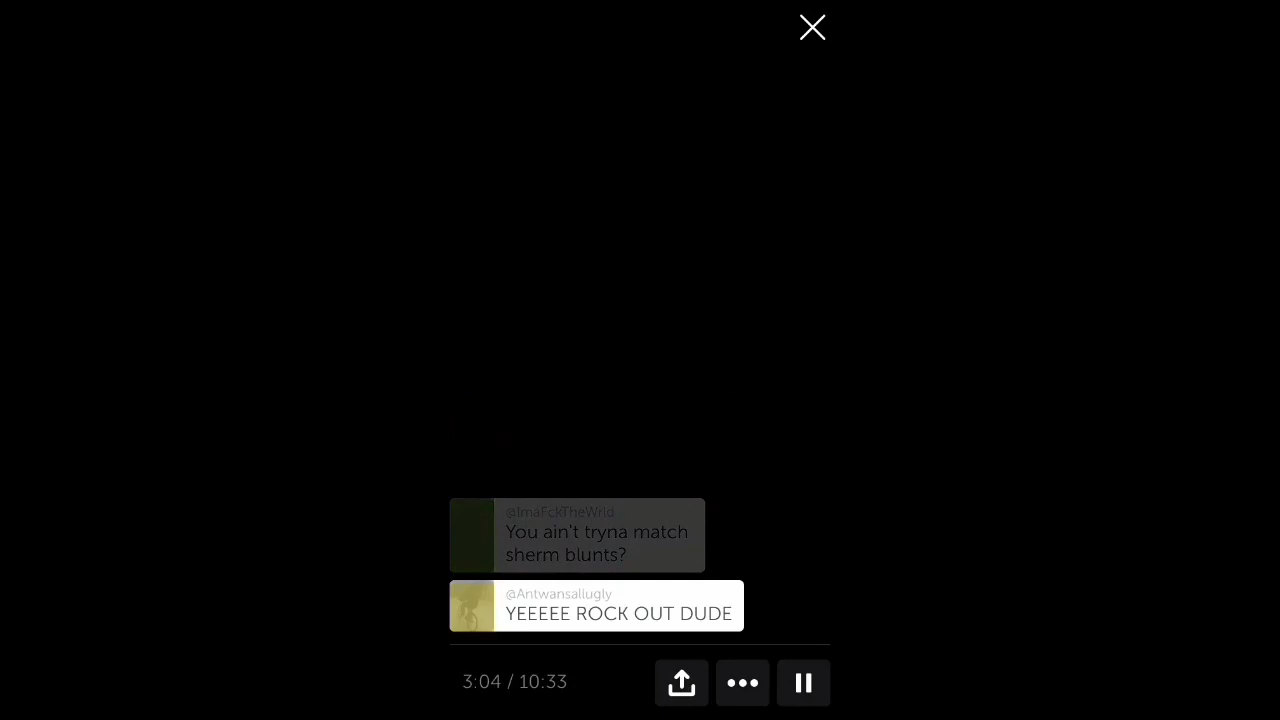 @ImaFckTheWrld
You ain't tryna match
sherm blunts?
@Antwansallugly
YEEEEE ROCK OUT DUDE
3:04 / 10:33